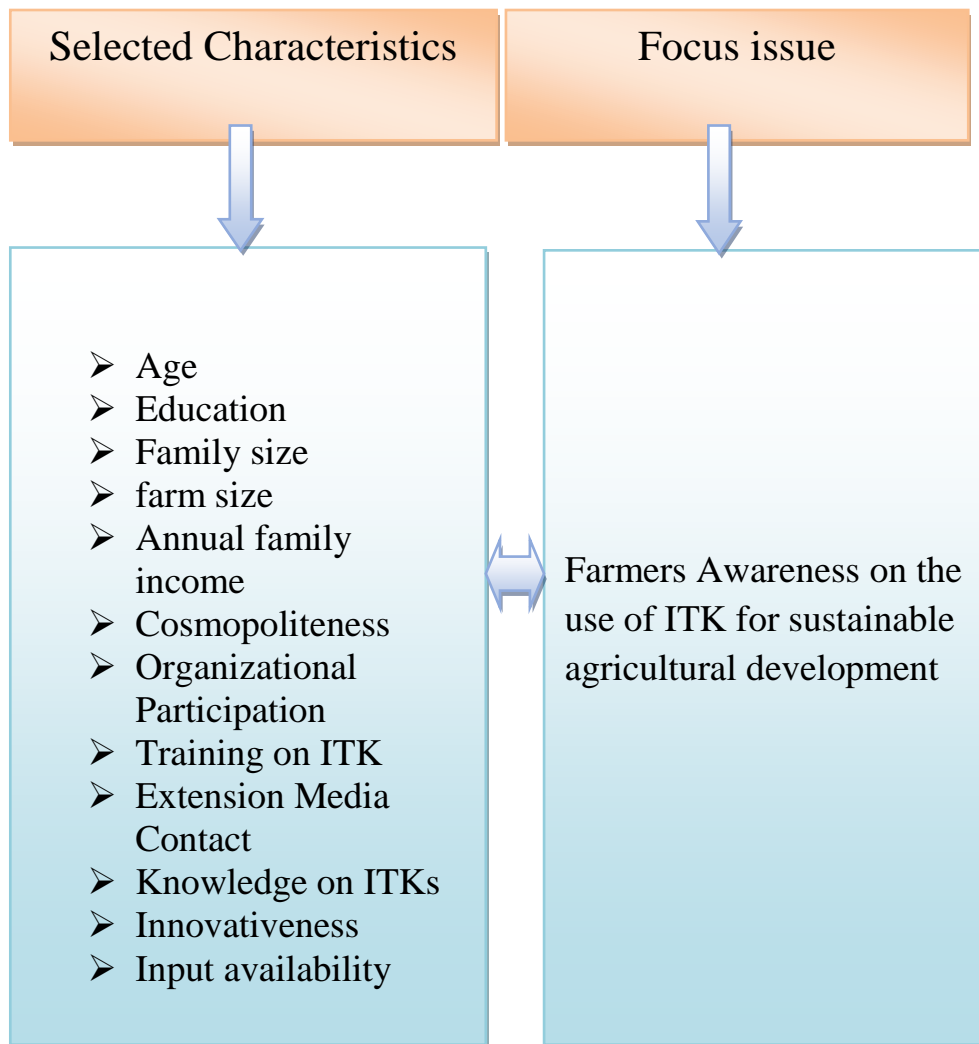 Selected Characteristics
Focus issue
➢ Age
➢ Education
➢ Family size
➢ farm size
➢ Annual family
income
➢ Cosmopoliteness
➢ Organizational
Participation
➢ Training on ITK
➢ Extension Media
Contact
➢ Knowledge on ITKs
➢ Innovativeness
➢ Input availability
Farmers Awareness on the
use of ITK for sustainable
agricultural development